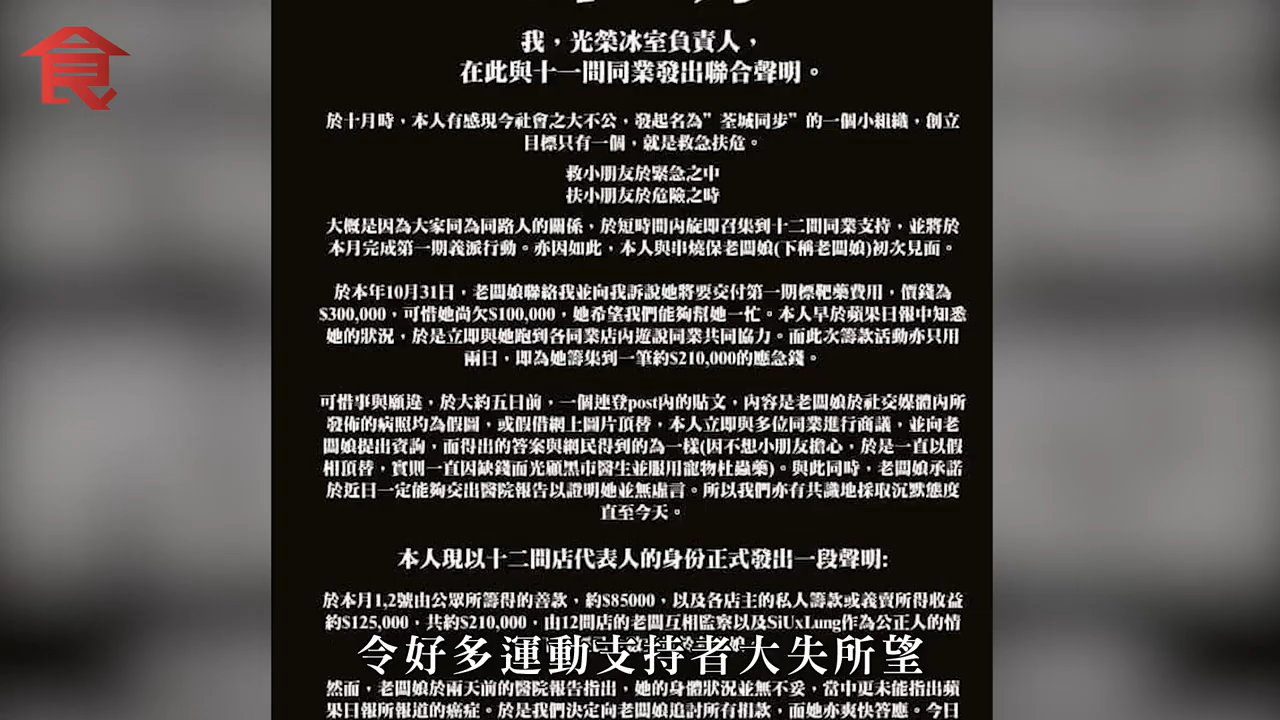 食
我，光榮冰室負責人，
在此與十一間同業發出聯合聲明。
於十月時，本人有感現今社會之大不公，發起名為”荃城同步”的一個小組織，創立
目標只有一個，就是救急扶危。
救小朋友於緊急之中
扶小朋友於危險之時
大概是因為大家同為同路人的關係，於短時間內旋即召集到十二間同業支持，並將於
本月完成第一期義派行動。亦因如此，本人與串燒保老闆娘(下稱老闆娘)初次見面。
於本年10月31日，老闆娘聯絡我並向我訴說她將要交付第一期標靶藥費用，價錢為
$300,000，可惜她尚欠$100,000，她希望我們能夠幫她一忙。本人早於蘋果日報中知悉
她的狀況，於是立即與她跑到各同業店內遊說同業共同協力。而此次籌款活動亦只用
兩日，即為她籌集到一筆約$210,000的應急錢。
可惜事與願違，於大約五日前，一個連登post內的貼文，內容是老闆娘於社交媒體內所
發佈的病照均為假圖，或假借網上圖片頂替，本人立即與多位同業進行商議，並向老
闆娘提出資詢，而得出的答案與網民得到的為一樣(因不想小朋友擔心，於是一直以假
相頂替，實則一直因缺錢而光顧黑市醫生並服用寵物杜蟲藥)。與此同時，老闆娘承諾
於近日一定能夠交出醫院報告以證明她並無虛言。所以我們亦有共識地採取沉默態度
直至今天。
本人現以十二間店代表人的身份正式發出一段聲明:
於本月1,2號由公眾所籌得的善款，約$85000，以及各店主的私人籌款或義賣所得收益
約$125,000，共約$210,000，由12間店的老闆互相監察以及SiUxLung作為公正人的情
令好多運動支持者大失所望
然而，老闆娘於兩天前的醫院報告指出，她的身體狀況並無不妥，當中更未能指出蘋
果日報所報道的癌症。於是我們決定向老闆娘追討所有捐款，而她亦爽快答應。今日